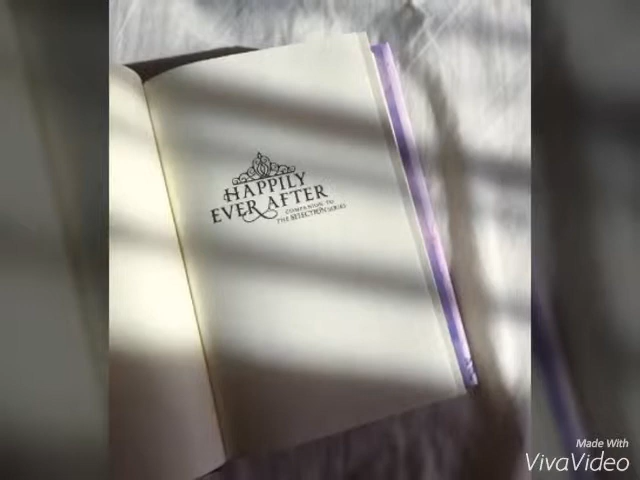 HAPPILY
EVER AFTER
COMPANION TO
THE SELECTION SERIES
Made With
VivaVideo